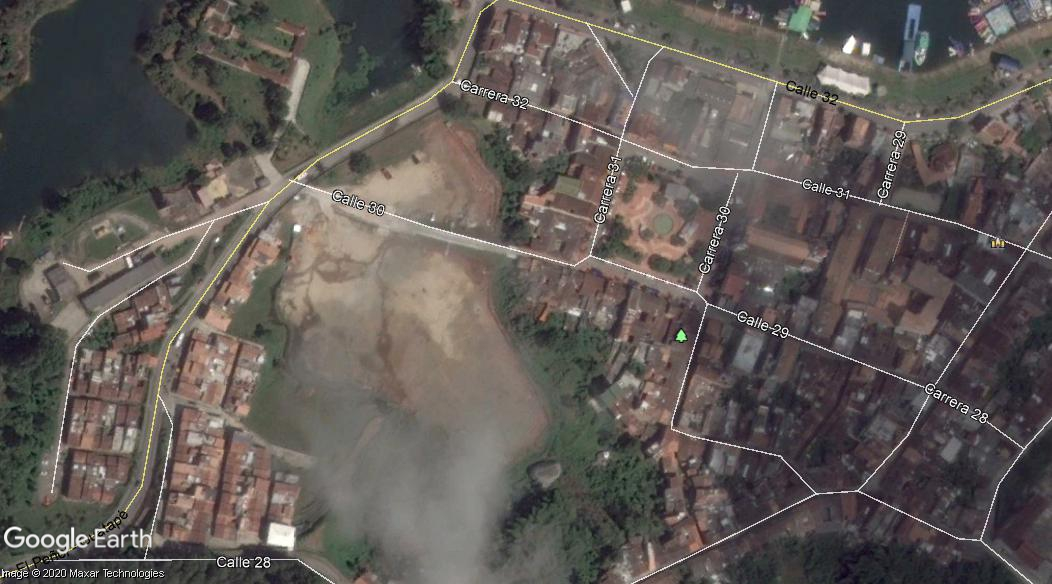 Calle 32
Carrera 32
Carrera 29
Carrera 31
Calle 31
Calle 30
Carrera 30
Calle 29
Carrera 28
Google Earth
Calle 28
Image © 2020 Maxar Technologies